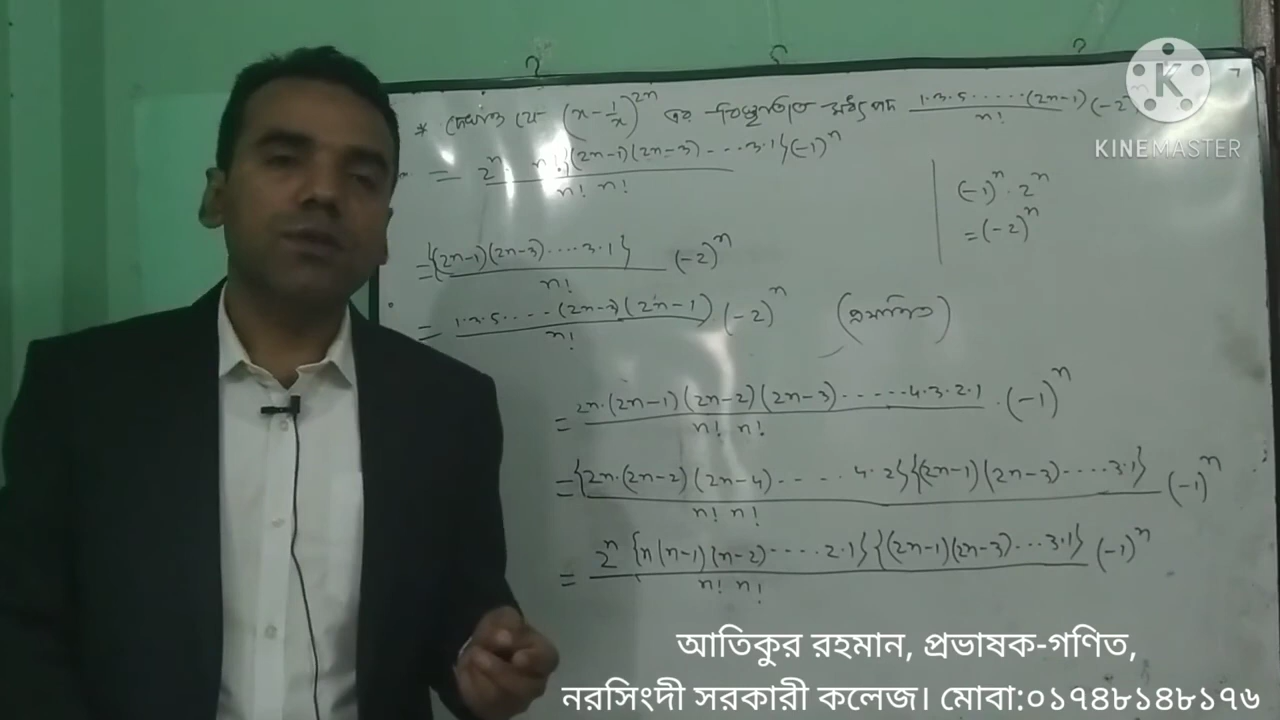 * দেখাও যে (x - 1/x)^2n এর বিস্তৃতিতে মধ্যপদ 1·3·5·····(2n-1)/n! (-2
= 2^n · n! {(2n-1)(2n-3)····3·1}(-1)^n / n! n!
= {(2n-1)(2n-3)····3·1} / n! (-2)^n
= 1·3·5····(2n-3)(2n-1) / n! (-2)^n (প্রমাণিত)
(-1)^n · 2^n
= (-2)^n
= 2n·(2n-1)(2n-2)(2n-3)······4·3·2·1 / n! n! · (-1)^n
= {2n·(2n-2)(2n-4)·····4·2}{(2n-1)(2n-3)····3·1} / n! n! (-1)^n
= 2^n {n(n-1)(n-2)····2·1}{(2n-1)(2n-3)···3·1} / n! n! (-1)^n
K
KINEMASTER
আতিকুর রহমান, প্রভাষক-গণিত,
নরসিংদী সরকারী কলেজ। মোবা:০১৭৪৮১৪৮১৭৬